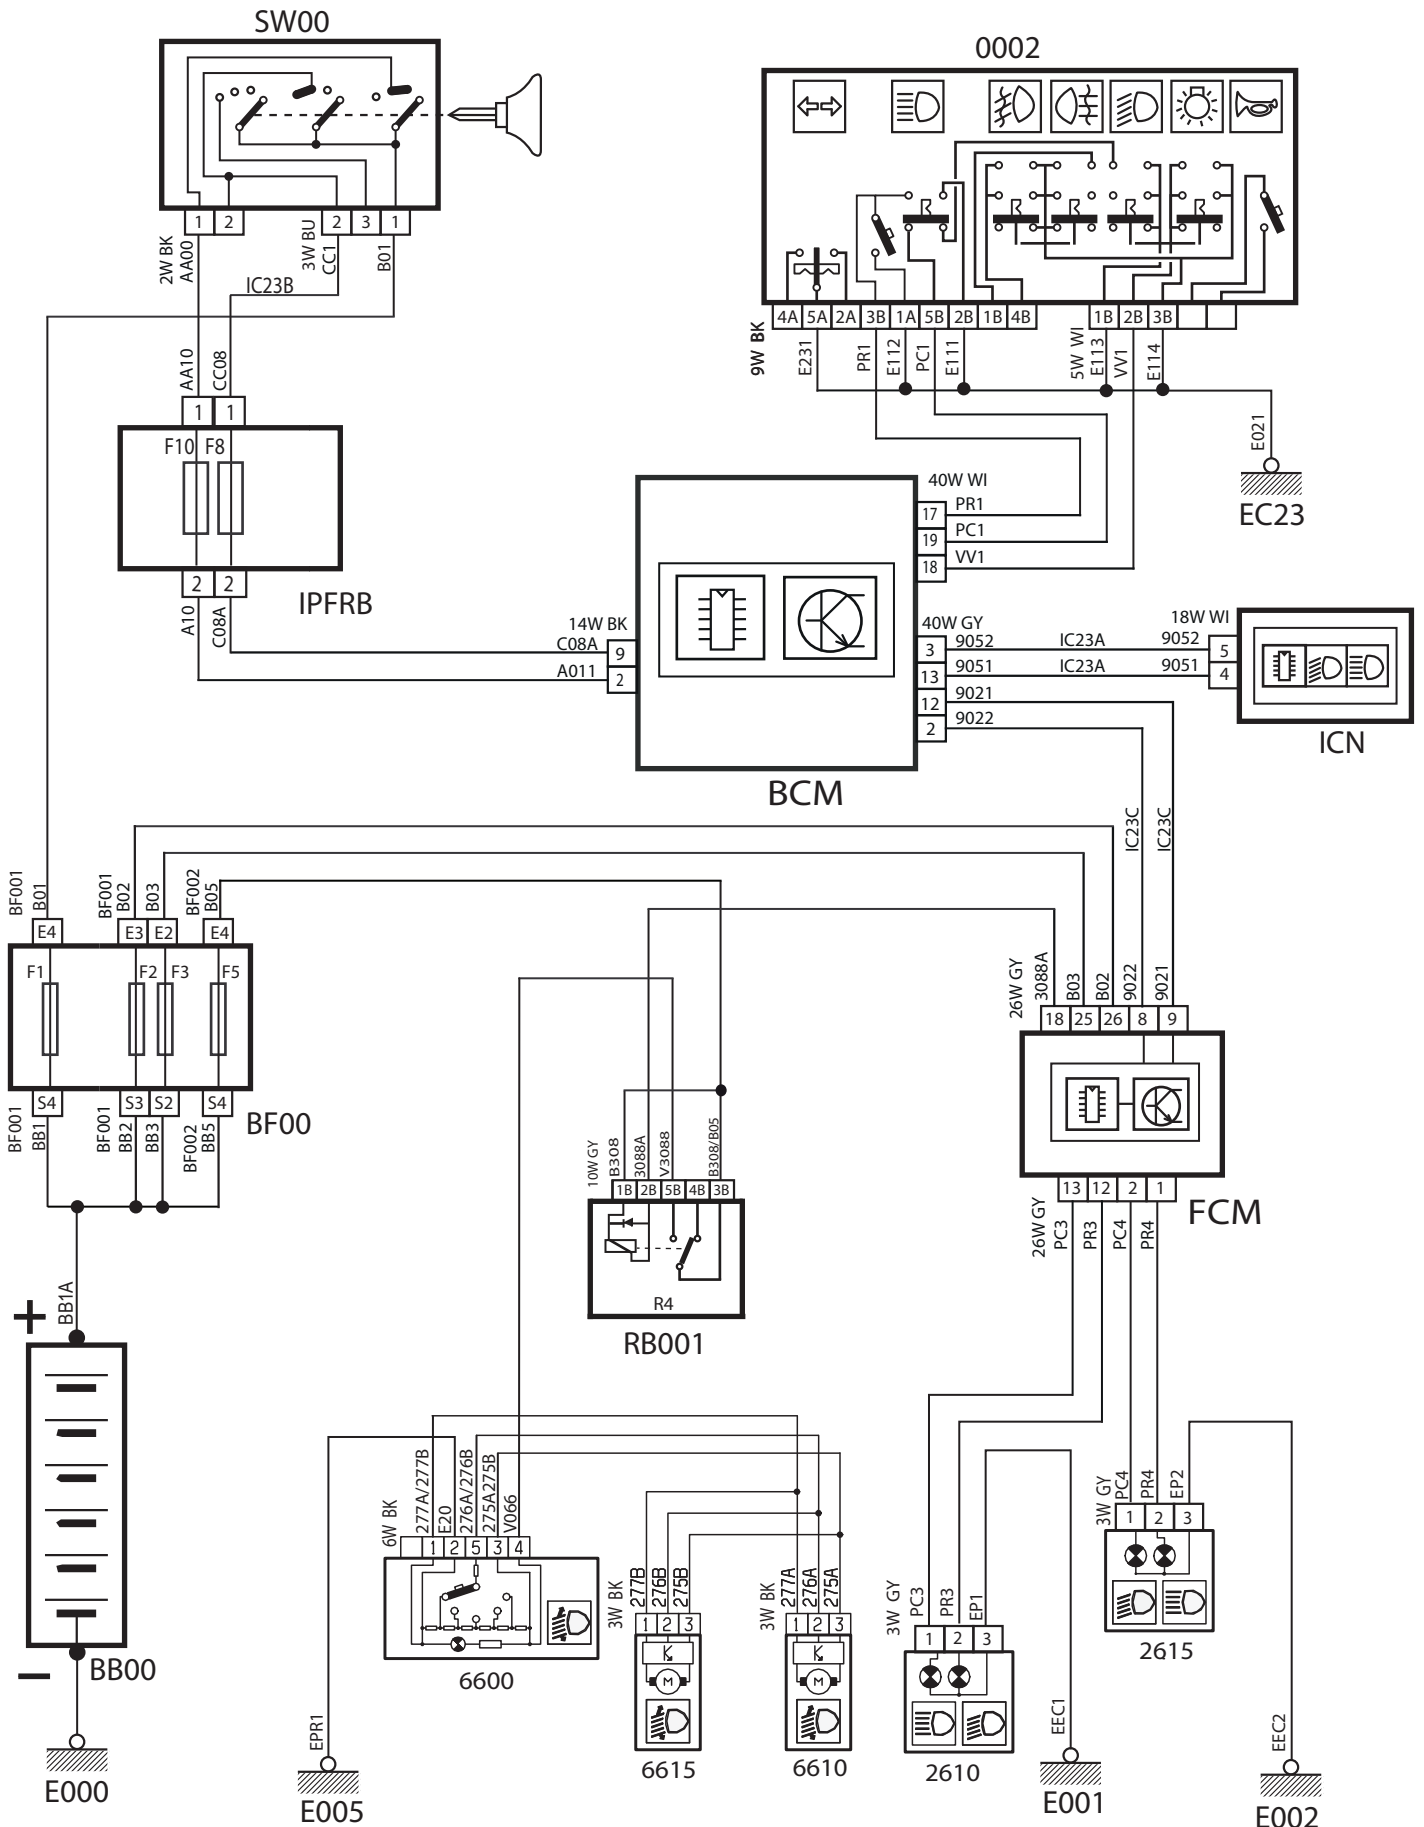 SW00
0002
1 2 2 3 1
2W BK
AA00
3W BU
CC1
B01
IC23B
4A 5A 2A 3B 1A 5B 2B 1B 4B
1B 2B 3B
9W BK
E231
PR1
E112
PC1
E111
5W WI
E113
VV1
E114
E021
EC23
AA10
CC08
1 1
F10 F8
2 2
IPFRB
A10
C08A
40W WI
17 PR1
19 PC1
18 VV1
14W BK
C08A 9
A011 2
40W GY
3 9052 IC23A
13 9051 IC23A
12 9021
2 9022
18W WI
9052 5
9051 4
ICN
BCM
IC23C
IC23C
BF001
B01
BF001
B02
B03
BF002
B05
E4 E3 E2 E4
F1 F2 F3 F5
S4 S3 S2 S4
BF00
BF001
BB1
BF001
BB2
BB3
BF002
BB5
26W GY
3088A
B03
B02
9022
9021
18 25 26 8 9
13 12 2 1
FCM
26W GY
PC3
PR3
PC4
PR4
10W GY
B308
3088A
V3088
B308/B05
1B 2B 5B 4B 3B
R4
RB001
+
BB1A
BB00
−
E000
6W BK
277A/277B
E20
276A/276B
275A275B
V066
1 2 5 3 4
6600
EPR1
E005
3W BK
277B
276B
275B
1 2 3
M
6615
3W BK
277A
276A
275A
1 2 3
M
6610
3W GY
PC3
PR3
EP1
1 2 3
2610
EEC1
E001
3W GY
PC4
PR4
EP2
1 2 3
2615
EEC2
E002